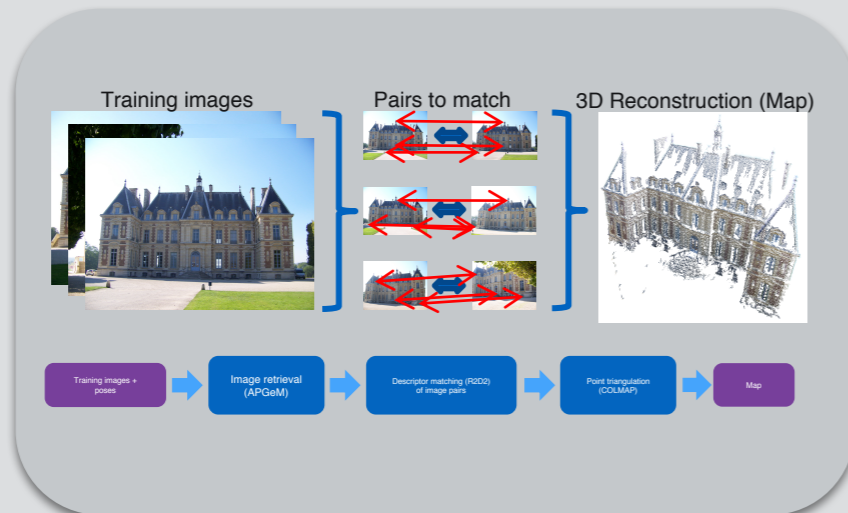 Training images
Pairs to match
3D Reconstruction (Map)
Training images +
poses
Image retrieval
(APGeM)
Descriptor matching (R2D2)
of image pairs
Point triangulation
(COLMAP)
Map